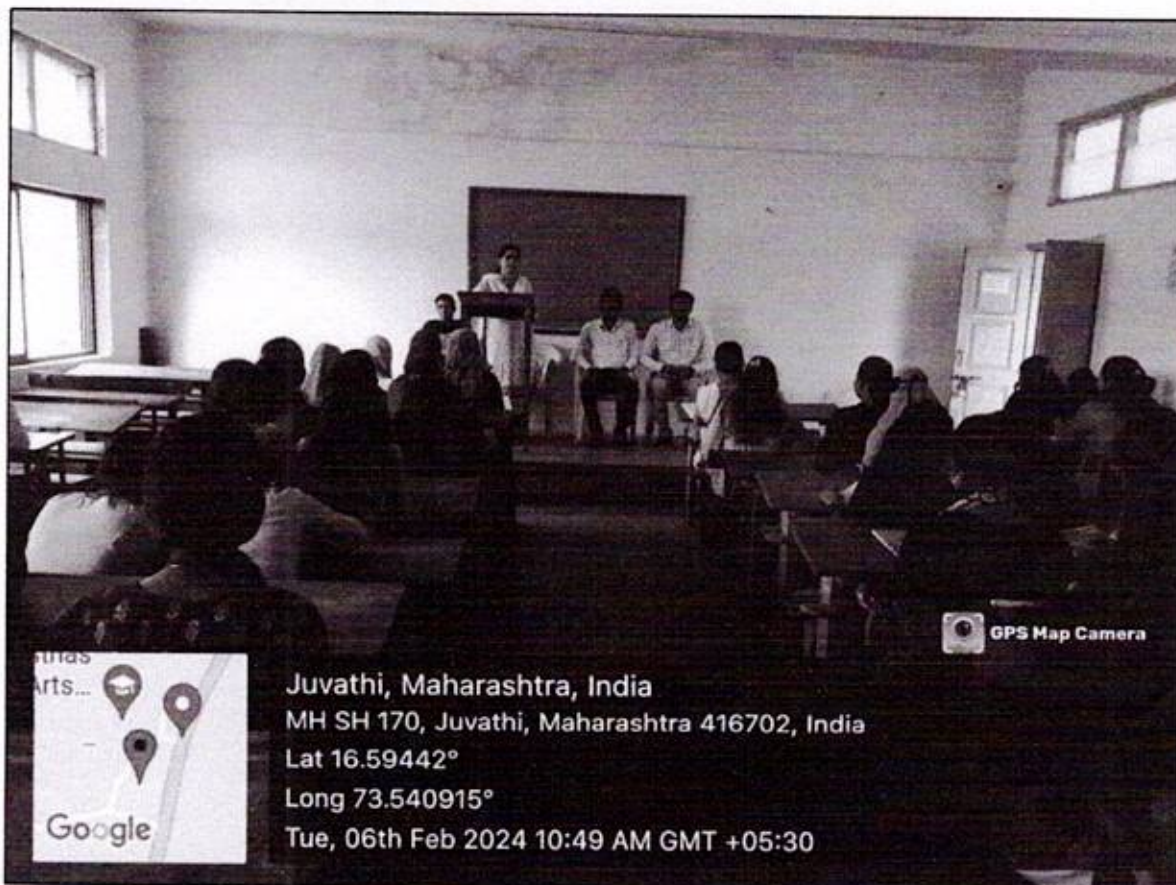 GPS Map Camera
Arts...
Google
Juvathi, Maharashtra, India
MH SH 170, Juvathi, Maharashtra 416702, India
Lat 16.59442°
Long 73.540915°
Tue, 06th Feb 2024 10:49 AM GMT +05:30